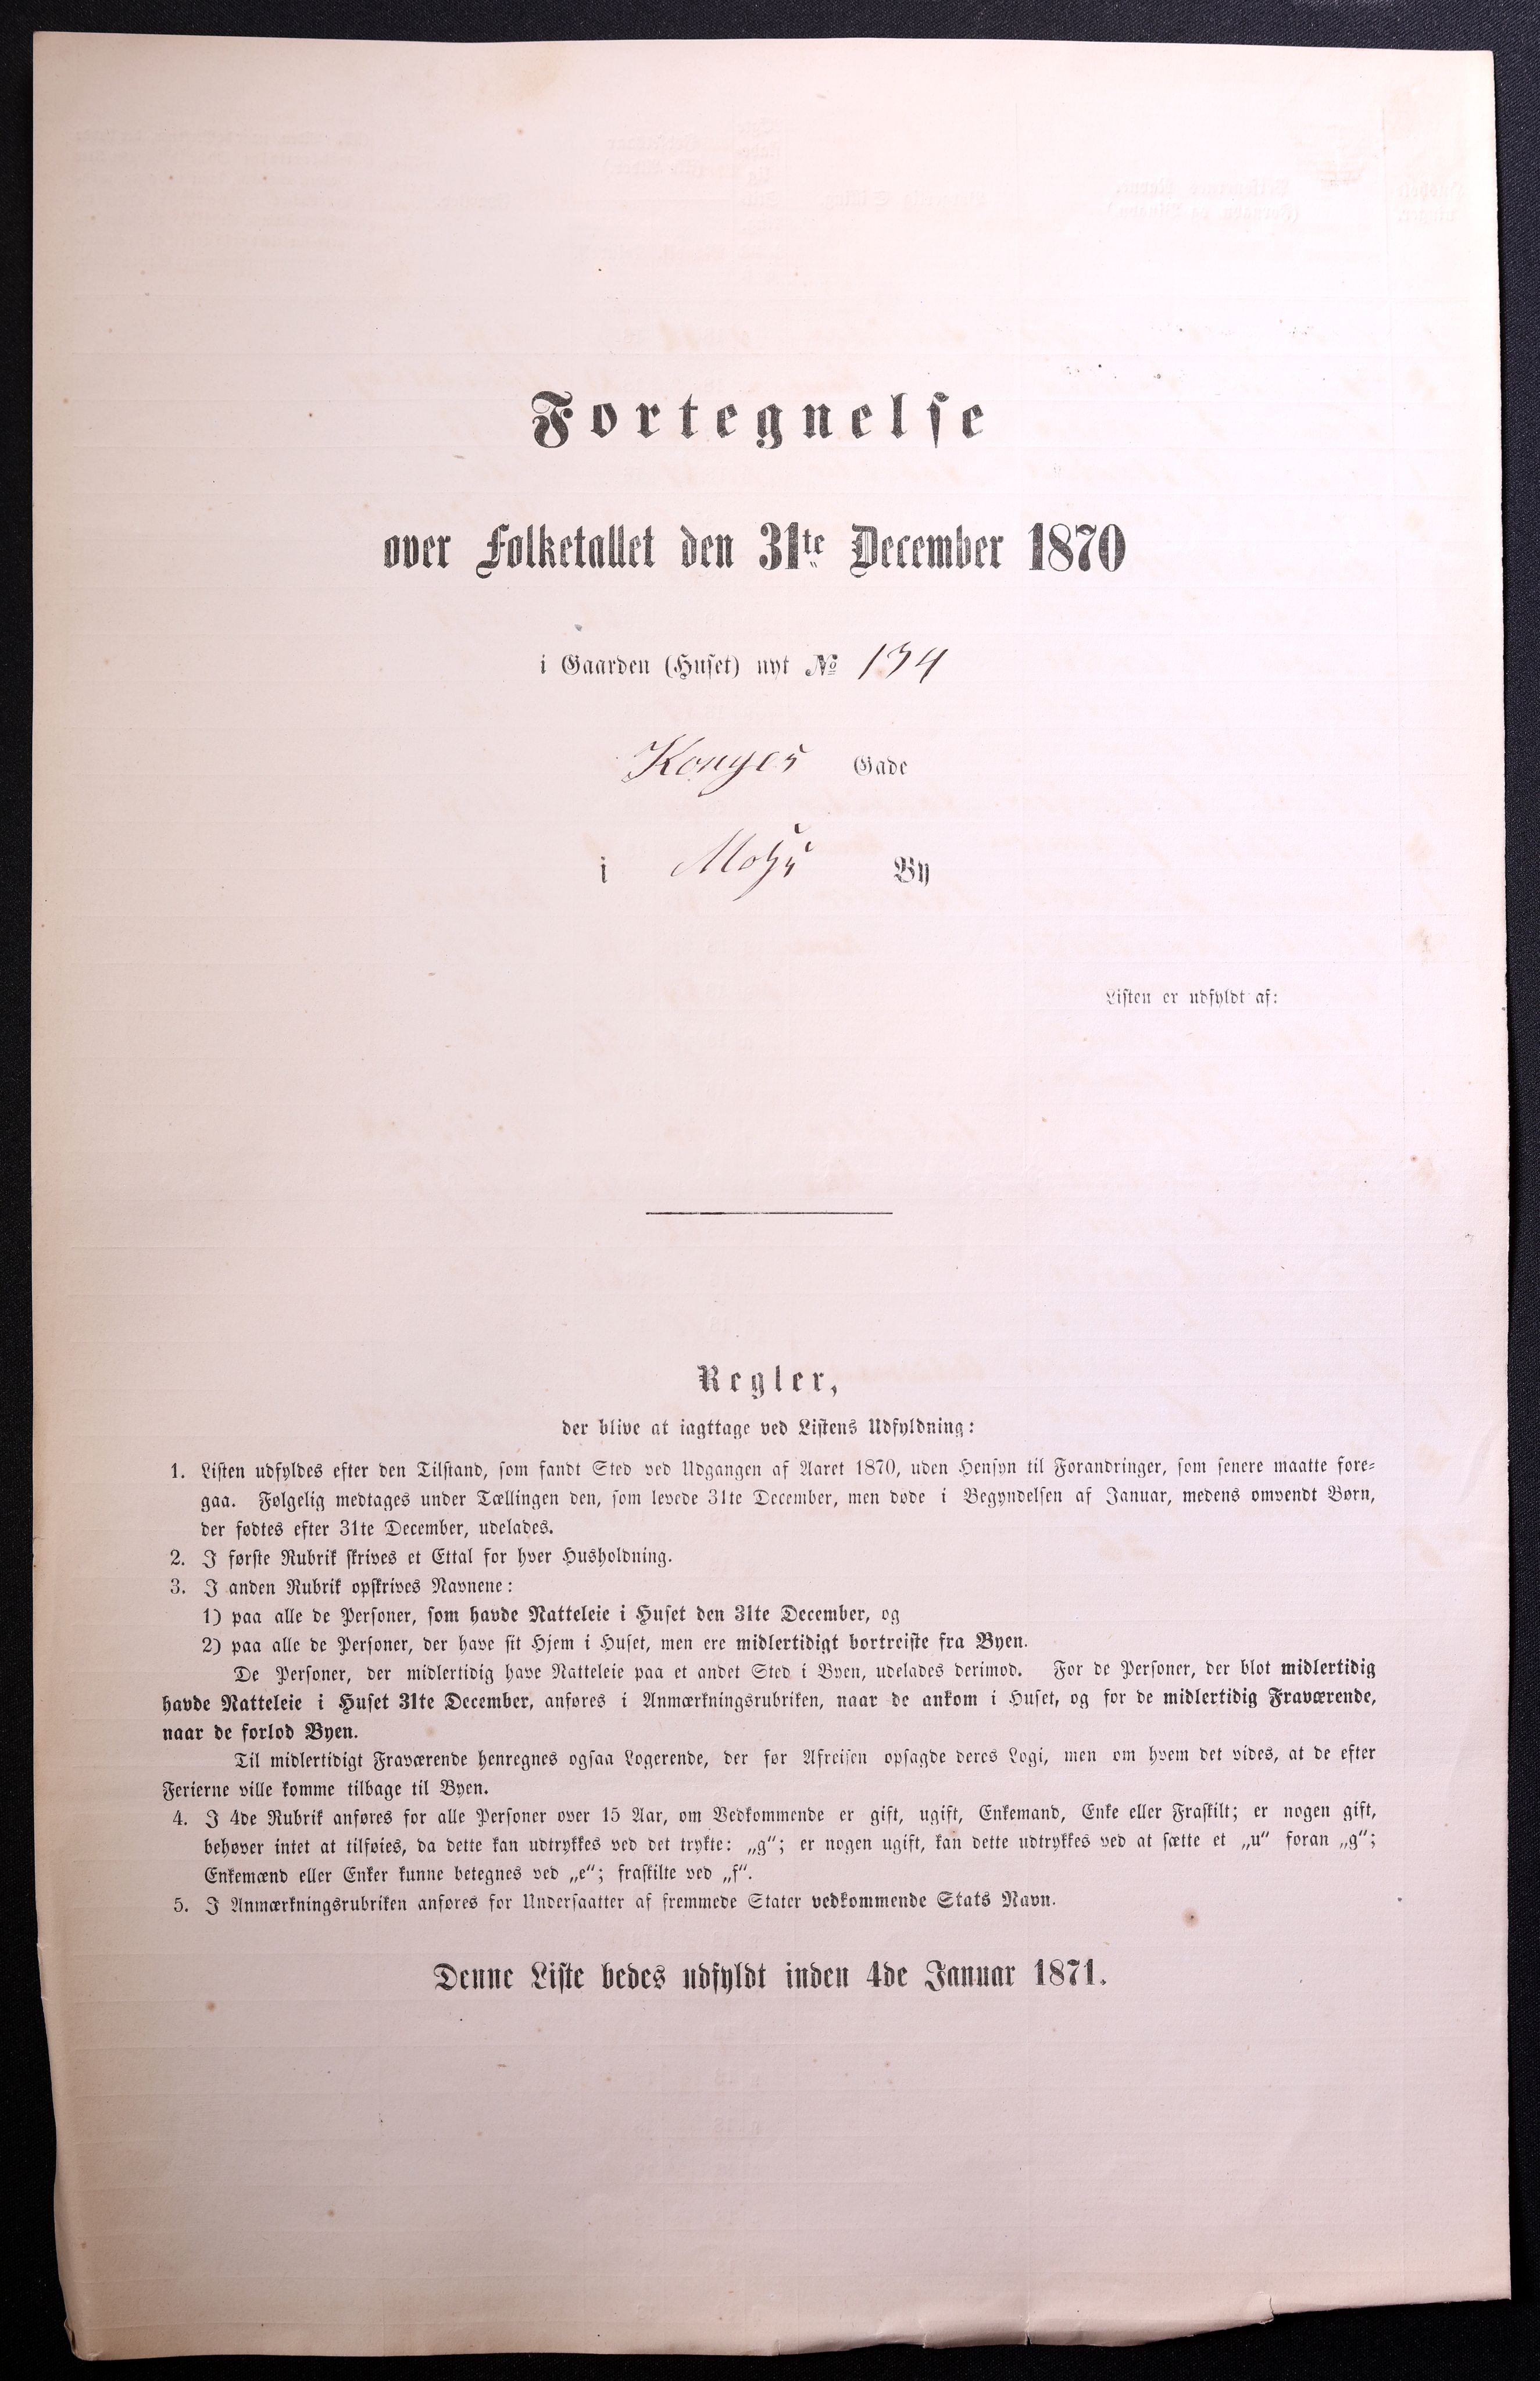 Fortegnelse
over Folketallet den 31te December 1870
i Gaarden (Huset) nyt № 134
Konges Gade
i Moss By
Listen er udfyldt af:
Regler,
der blive at iagttage ved Listens Udfyldning:
1. Listen udfyldes efter den Tilstand, som fandt Sted ved Udgangen af Aaret 1870, uden Hensyn til Forandringer, som senere maatte fore-
gaa. Følgelig medtages under Tællingen den, som levede 31te December, men døde i Begyndelsen af Januar, medens omvendt Børn,
der fødtes efter 31te December, udelades.
2. I første Rubrik skrives et Ettal for hver Husholdning.
3. I anden Rubrik opskrives Navnene:
1) paa alle de Personer, som havde Natteleie i Huset den 31te December, og
2) paa alle de Personer, der have sit Hjem i Huset, men ere midlertidigt bortreiste fra Byen.
De Personer, der midlertidig have Natteleie paa et andet Sted i Byen, udelades derimod. For de Personer, der blot midlertidig
havde Natteleie i Huset 31te December, anføres i Anmærkningsrubriken, naar de ankom i Huset, og for de midlertidig Fraværende,
naar de forlod Byen.
Til midlertidigt Fraværende henregnes ogsaa Logerende, der før Afreisen opsagde deres Logi, men om hvem det vides, at de efter
Ferierne ville komme tilbage til Byen.
4. I 4de Rubrik anføres for alle Personer over 15 Aar, om Vedkommende er gift, ugift, Enkemand, Enke eller Fraskilt; er nogen gift,
behøver intet at tilføies, da dette kan udtrykkes ved det trykte: „g“; er nogen ugift, kan dette udtrykkes ved at sætte et „u“ foran „g“;
Enkemænd eller Enker kunne betegnes ved „e“; fraskilte ved „f“.
5. I Anmærkningsrubriken anføres for Undersaatter af fremmede Stater vedkommende Stats Navn.
Denne Liste bedes udfyldt inden 4de Januar 1871.